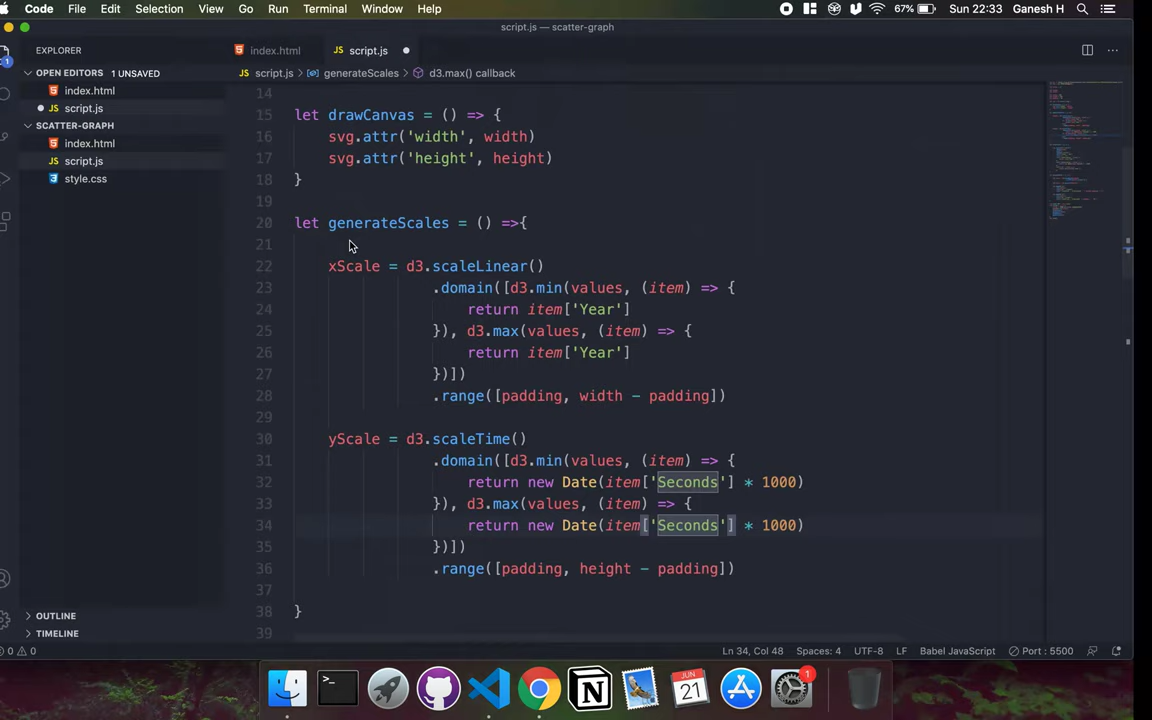 Code File Edit Selection View Go Run Terminal Window Help 67% Sun 22:33 Ganesh H
script.js — scatter-graph
EXPLORER
index.html
JS script.js
OPEN EDITORS 1 UNSAVED
JS script.js > generateScales > d3.max() callback
index.html
JS script.js
SCATTER-GRAPH
index.html
JS script.js
style.css
OUTLINE
TIMELINE
14
15 let drawCanvas = () => {
16 svg.attr('width', width)
17 svg.attr('height', height)
18 }
19
20 let generateScales = () =>{
21
22 xScale = d3.scaleLinear()
23 .domain([d3.min(values, (item) => {
24 return item['Year']
25 }), d3.max(values, (item) => {
26 return item['Year']
27 })])
28 .range([padding, width - padding])
29
30 yScale = d3.scaleTime()
31 .domain([d3.min(values, (item) => {
32 return new Date(item['Seconds'] * 1000)
33 }), d3.max(values, (item) => {
34 return new Date(item['Seconds'] * 1000)
35 })])
36 .range([padding, height - padding])
37
38 }
39
0 0 Ln 34, Col 48 Spaces: 4 UTF-8 LF Babel JavaScript Port : 5500
>_
N
JUN
21
1
1